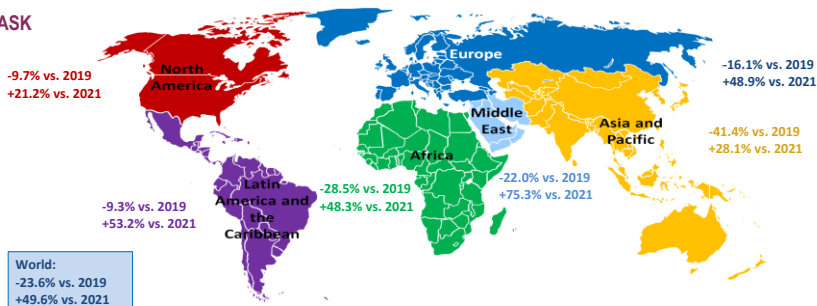 ASK
Europe
-16.1% vs. 2019
+48.9% vs. 2021
North
America
-9.7% vs. 2019
+21.2% vs. 2021
Middle
East
Asia and
Pacific
-41.4% vs. 2019
+28.1% vs. 2021
Africa
-22.0% vs. 2019
+75.3% vs. 2021
-28.5% vs. 2019
+48.3% vs. 2021
Latin
America and
the
Caribbean
-9.3% vs. 2019
+53.2% vs. 2021
World:
-23.6% vs. 2019
+49.6% vs. 2021